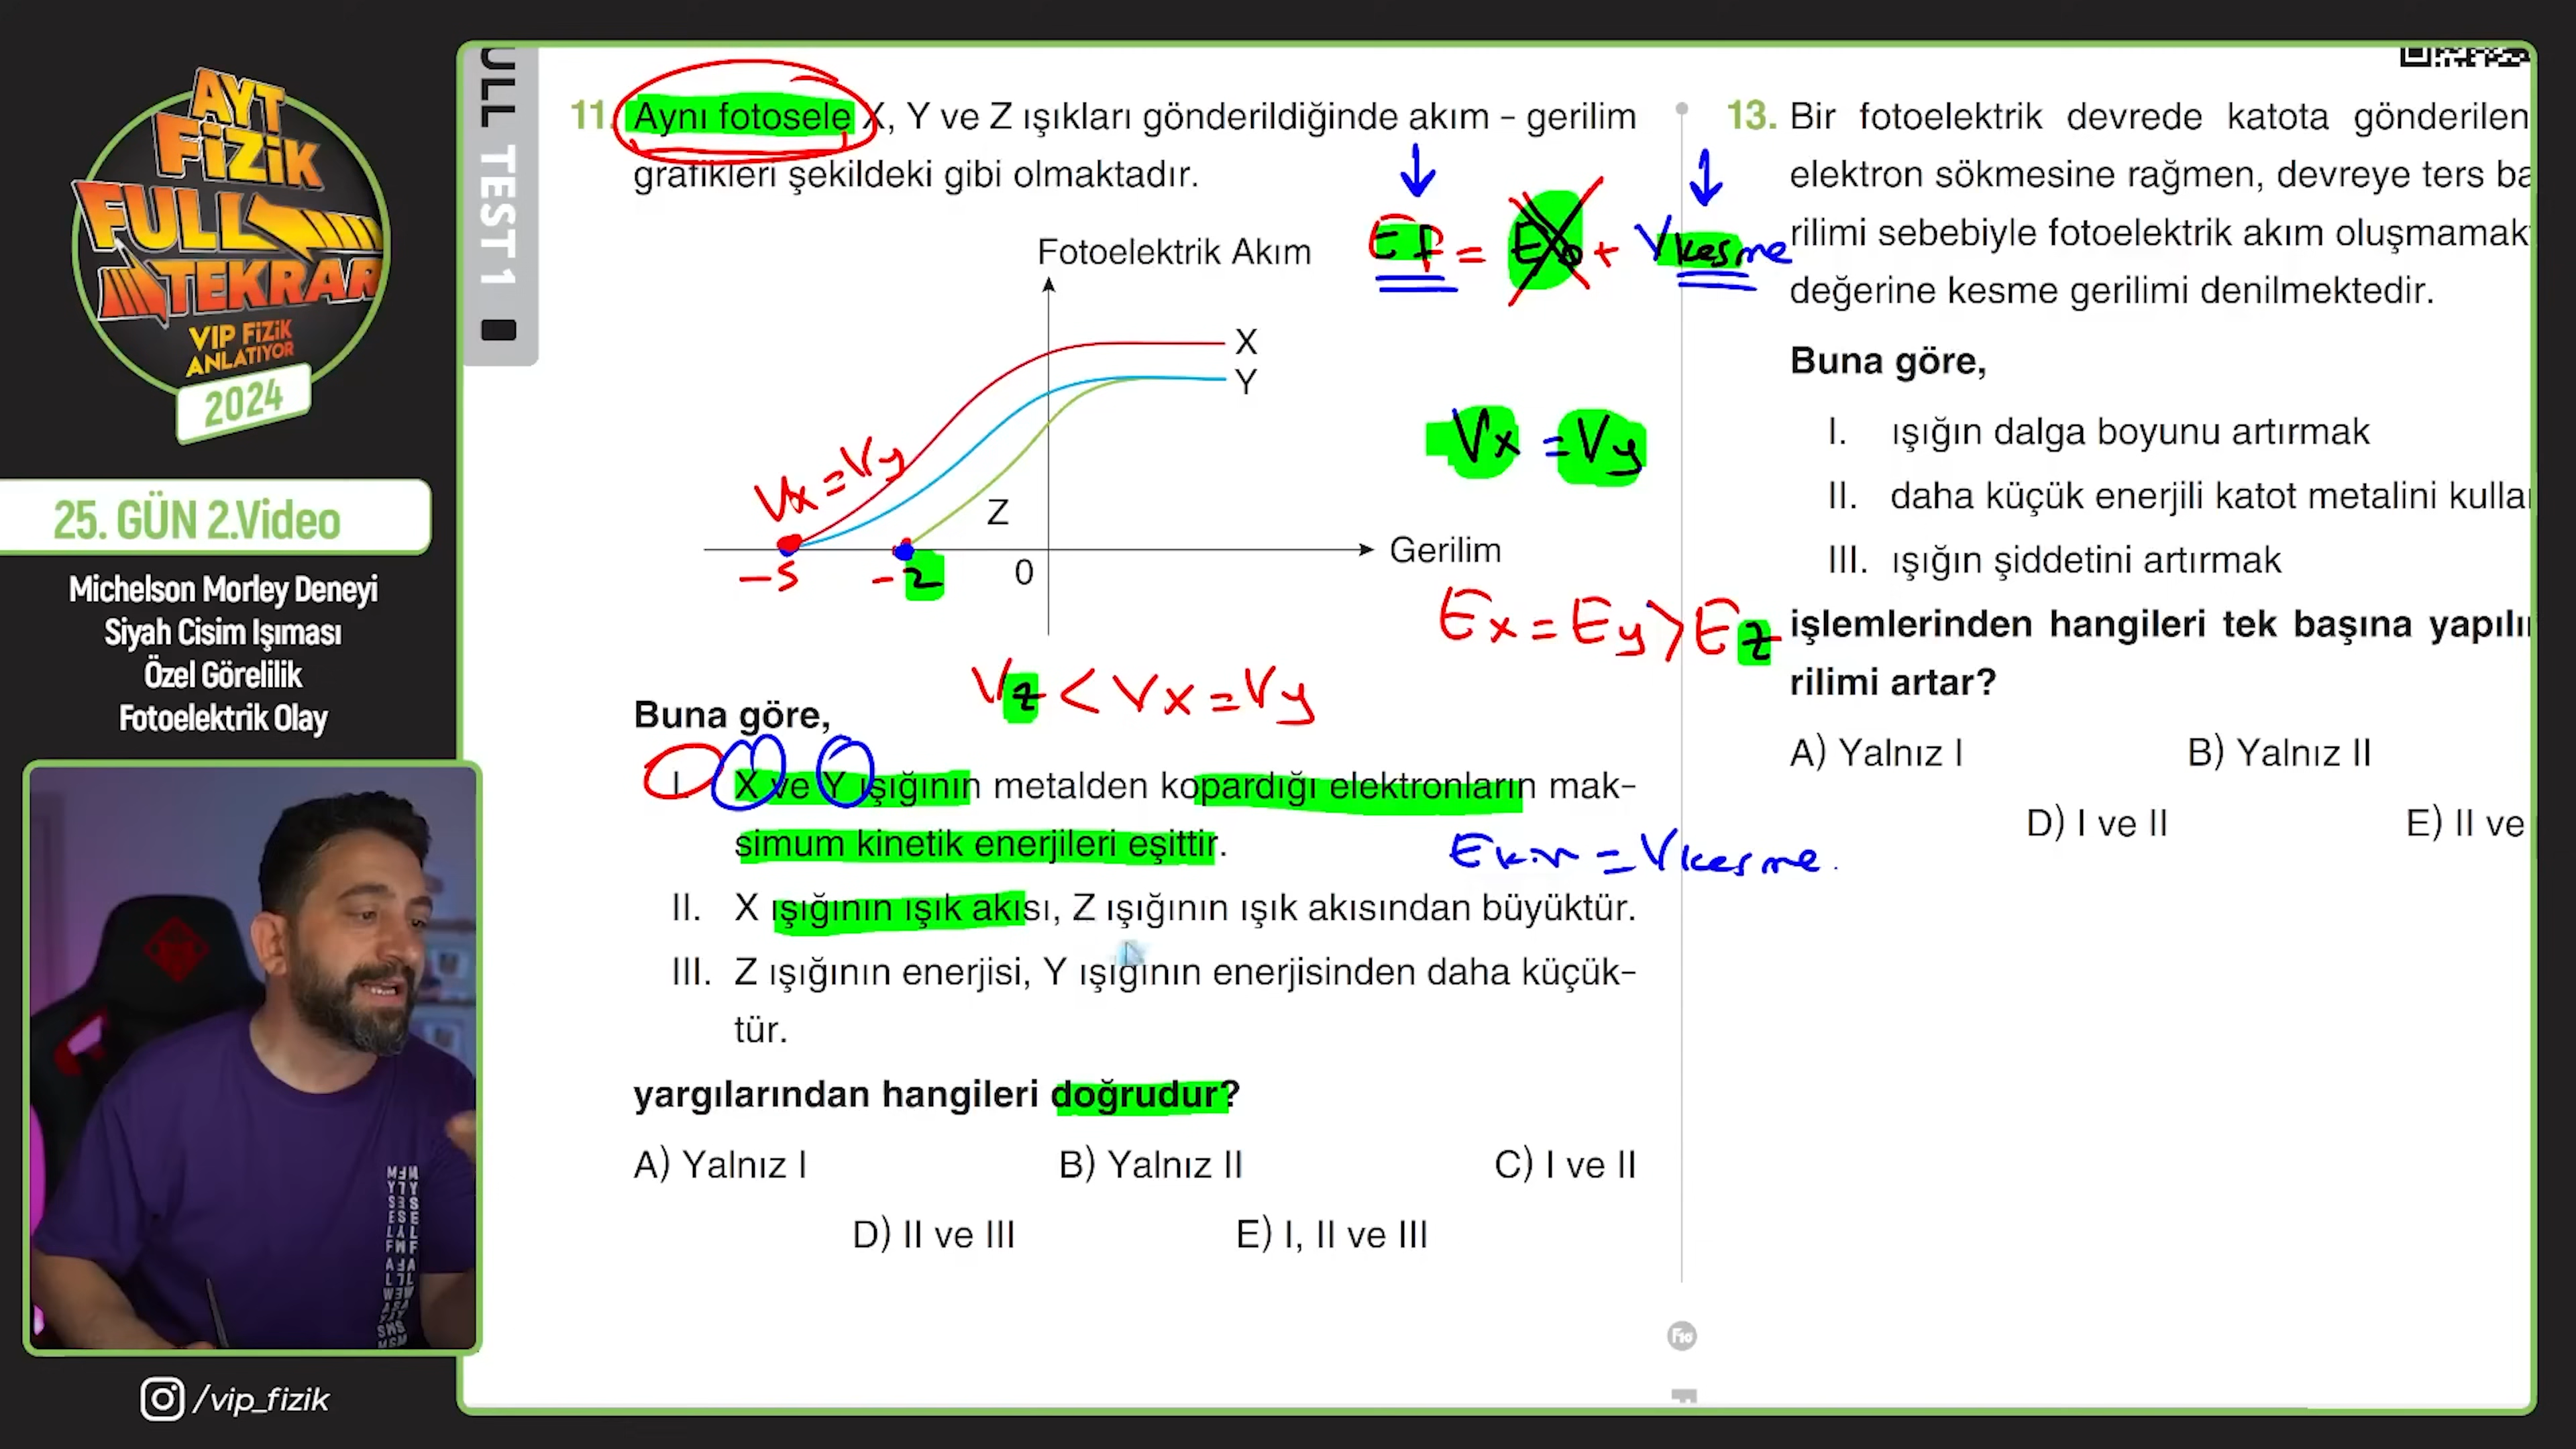 AYT
FiZiK
FULL
TEKRAR
VIP FiZiK
ANLATIYOR
2024
25. GÜN 2.Video
Michelson Morley Deneyi
Siyah Cisim Işıması
Özel Görelilik
Fotoelektrik Olay
/vip_fizik
ULL TEST 1
11. Aynı fotosele X, Y ve Z ışıkları gönderildiğinde akım – gerilim
grafikleri şekildeki gibi olmaktadır.
Ef = Eb + Vkesme
Fotoelektrik Akım
X
Y
Vx = Vy
Vx = Vy
Z
Gerilim
0
-5
-2
Ex = Ey > Ez
Vz < Vx = Vy
Buna göre,
I. X ve Y ışığının metalden kopardığı elektronların mak-
simum kinetik enerjileri eşittir.
Ekin = Vkesme.
II. X ışığının ışık akısı, Z ışığının ışık akısından büyüktür.
III. Z ışığının enerjisi, Y ışığının enerjisinden daha küçük-
tür.
yargılarından hangileri doğrudur?
A) Yalnız I
B) Yalnız II
C) I ve II
D) II ve III
E) I, II ve III
13. Bir fotoelektrik devrede katota gönderilen
elektron sökmesine rağmen, devreye ters ba
rilimi sebebiyle fotoelektrik akım oluşmamak
değerine kesme gerilimi denilmektedir.
Buna göre,
I. ışığın dalga boyunu artırmak
II. daha küçük enerjili katot metalini kulla
III. ışığın şiddetini artırmak
işlemlerinden hangileri tek başına yapılı
rilimi artar?
A) Yalnız I
B) Yalnız II
D) I ve II
E) II ve